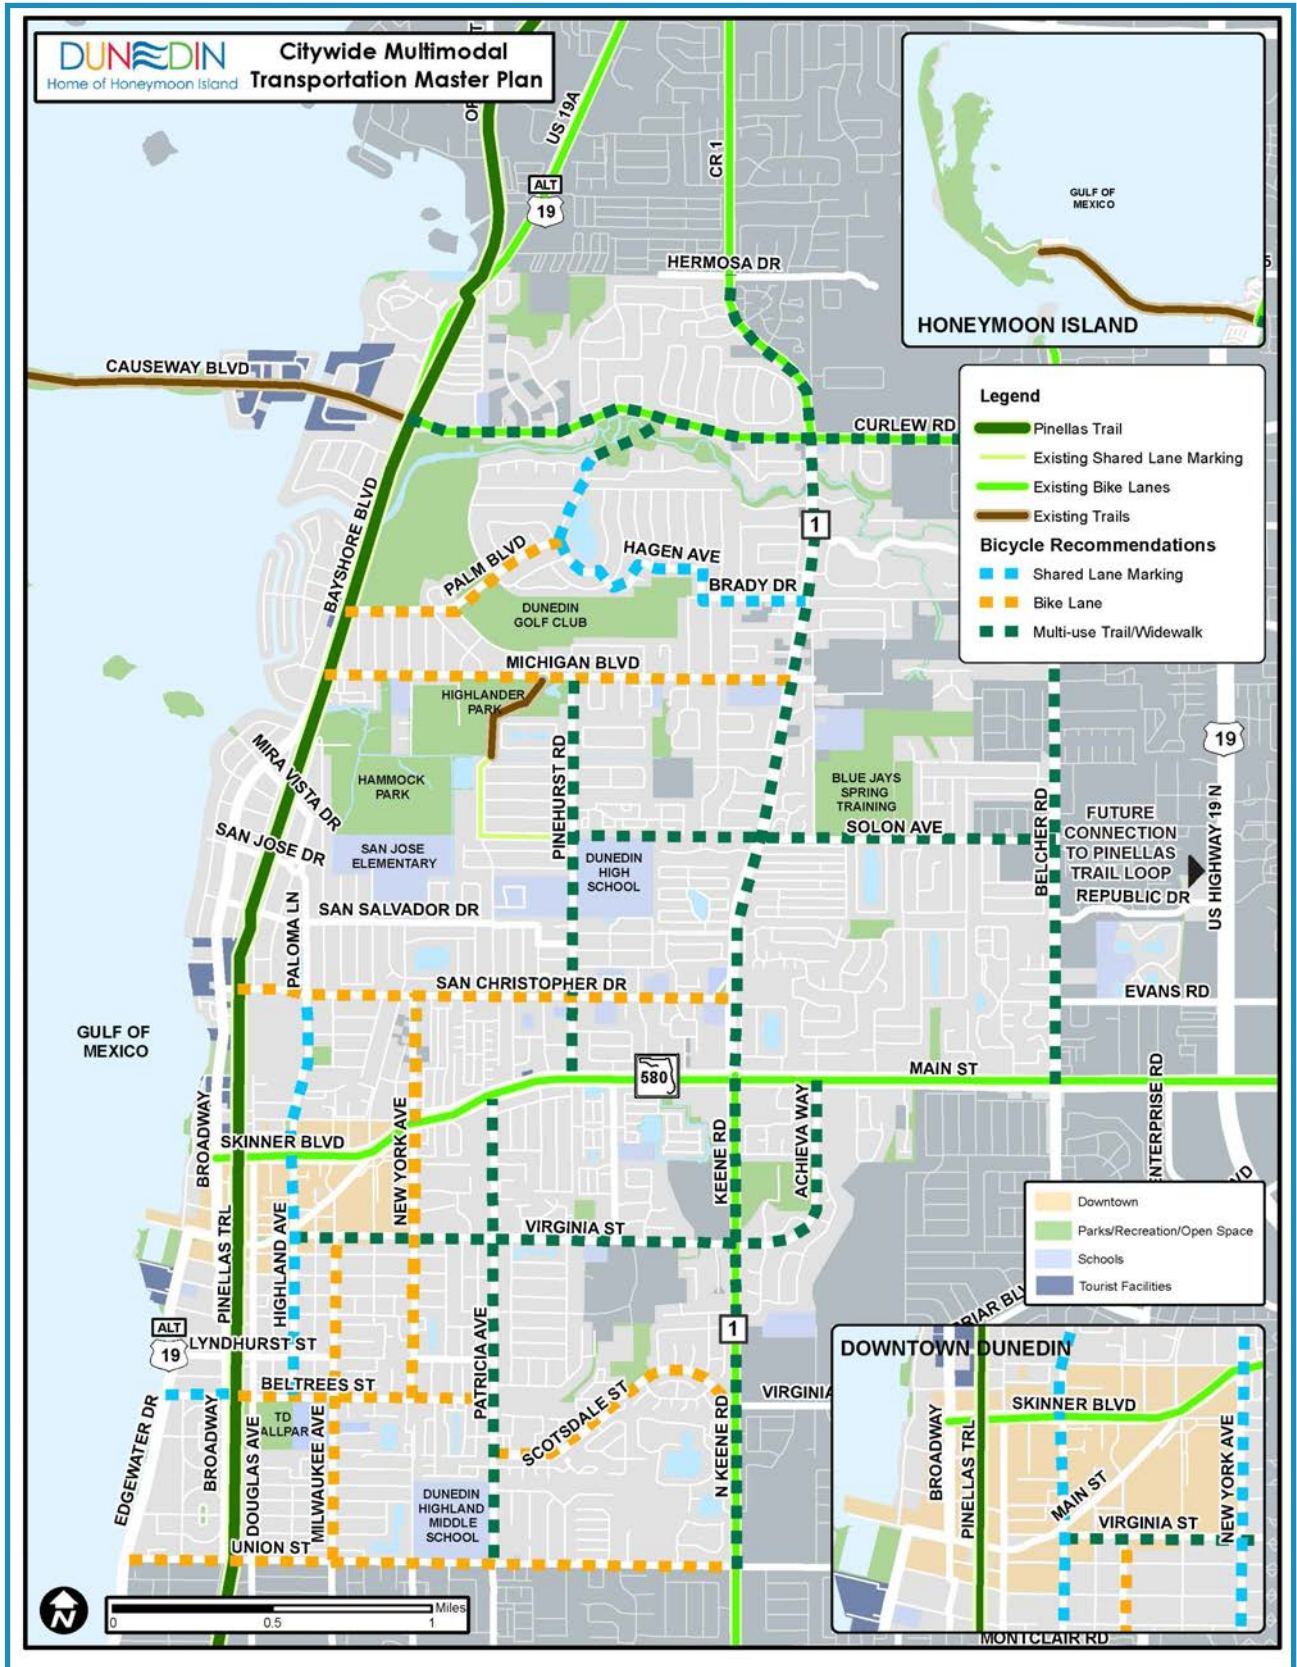 DUNEDIN
Home of Honeymoon Island
Citywide Multimodal
Transportation Master Plan
US 19A
ALT
19
CR 1
HERMOSA DR
GULF OF
MEXICO
HONEYMOON ISLAND
5
CAUSEWAY BLVD
CURLEW RD
Legend
Pinellas Trail
Existing Shared Lane Marking
Existing Bike Lanes
Existing Trails
Bicycle Recommendations
Shared Lane Marking
Bike Lane
Multi-use Trail/Widewalk
BAYSHORE BLVD
1
PALM BLVD
HAGEN AVE
BRADY DR
DUNEDIN
GOLF CLUB
MICHIGAN BLVD
HIGHLANDER
PARK
19
MIRA VISTA DR
HAMMOCK
PARK
PINEHURST RD
BLUE JAYS
SPRING
TRAINING
SOLON AVE
BELCHER RD
FUTURE
CONNECTION
TO PINELLAS
TRAIL LOOP
US HIGHWAY 19 N
REPUBLIC DR
SAN JOSE DR
SAN JOSE
ELEMENTARY
DUNEDIN
HIGH
SCHOOL
PALOMA LN
SAN SALVADOR DR
SAN CHRISTOPHER DR
EVANS RD
GULF OF
MEXICO
580
MAIN ST
BROADWAY
SKINNER BLVD
NEW YORK AVE
KEENE RD
ACHIEVA WAY
ENTERPRISE RD
VD
Downtown
Parks/Recreation/Open Space
Schools
Tourist Facilities
PINELLAS TRL
HIGHLAND AVE
VIRGINIA ST
PATRICIA AVE
1
RIAR BLV
ALT
19
LYNDHURST ST
BELTREES ST
VIRGINIA
EDGEWATER DR
BROADWAY
DOUGLAS AVE
TD
ALLPAR
MILWAUKEE AVE
SCOTSDALE ST
N KEENE RD
DUNEDIN
HIGHLAND
MIDDLE
SCHOOL
UNION ST
DOWNTOWN DUNEDIN
SKINNER BLVD
BROADWAY
PINELLAS TRL
MAIN ST
VIRGINIA ST
NEW YORK AVE
MONTCLAIR RD
N
0
0.5
1
Miles